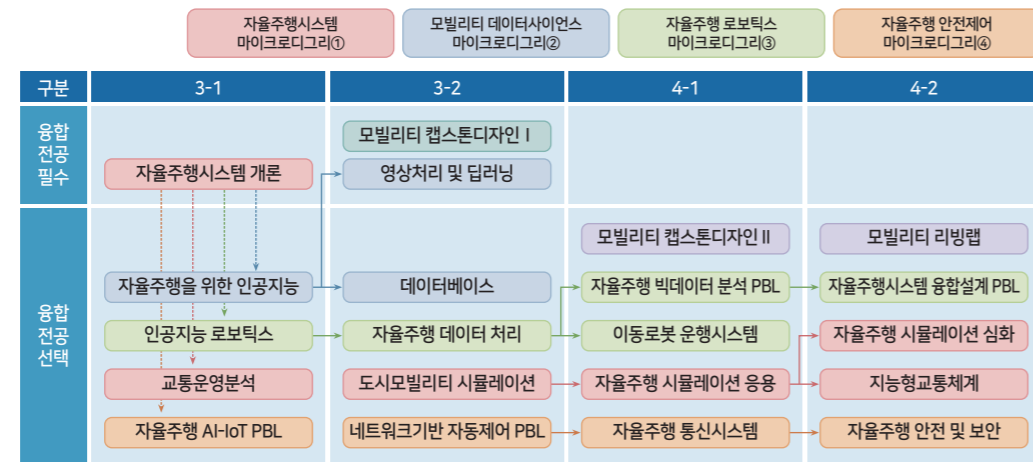 자율주행시스템
마이크로디그리①
모빌리티 데이터사이언스
마이크로디그리②
자율주행 로보틱스
마이크로디그리③
자율주행 안전제어
마이크로디그리④
구분
3-1
3-2
4-1
4-2
융합
전공
필수
모빌리티 캡스톤디자인 Ⅰ
자율주행시스템 개론
영상처리 및 딥러닝
융합
전공
선택
모빌리티 캡스톤디자인 Ⅱ
모빌리티 리빙랩
자율주행을 위한 인공지능
데이터베이스
자율주행 빅데이터 분석 PBL
자율주행시스템 융합설계 PBL
인공지능 로보틱스
자율주행 데이터 처리
이동로봇 운행시스템
자율주행 시뮬레이션 심화
교통운영분석
도시모빌리티 시뮬레이션
자율주행 시뮬레이션 응용
지능형교통체계
자율주행 AI-IoT PBL
네트워크기반 자동제어 PBL
자율주행 통신시스템
자율주행 안전 및 보안